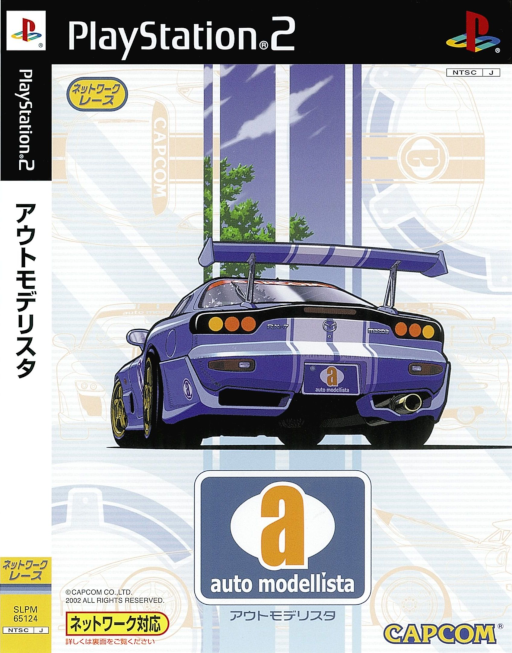 PlayStation®2
NTSC J
ネットワーク
レース
CAPCOM
RX-7
mazda
a
auto modellista
a
auto modellista
アウトモデリスタ
©CAPCOM CO.,LTD.
2002 ALL RIGHTS RESERVED.
ネットワーク対応
詳しくは裏面をご覧ください
CAPCOM®
PlayStation®2
アウトモデリスタ
ネットワーク
レース
SLPM
65124
NTSC J